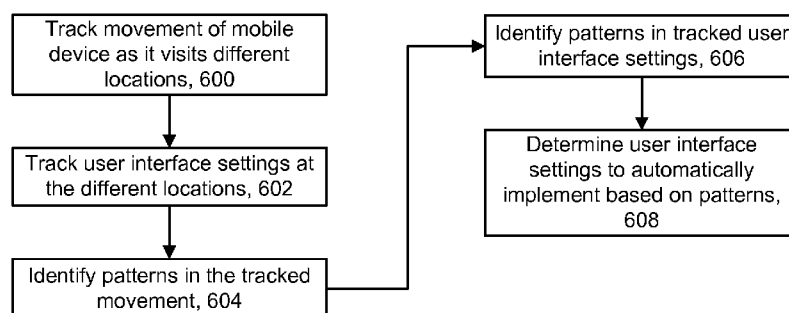 Track movement of mobile
device as it visits different
locations, 600
Track user interface settings at
the different locations, 602
Identify patterns in the tracked
movement, 604
Identify patterns in tracked user
interface settings, 606
Determine user interface
settings to automatically
implement based on patterns,
608